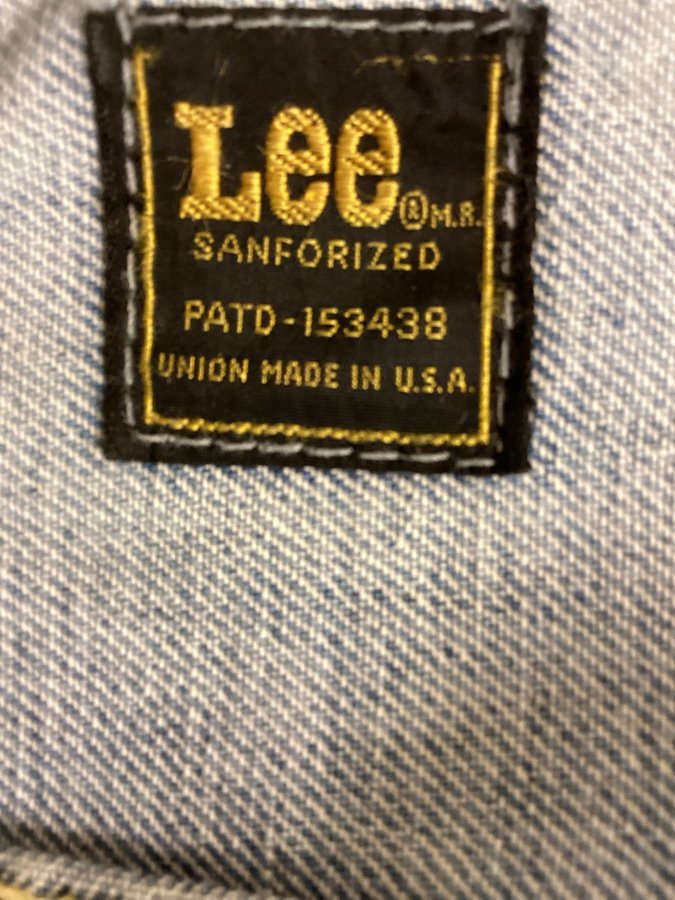 Lee ® M.R.
SANFORIZED
PATD-153438
UNION MADE IN U.S.A.